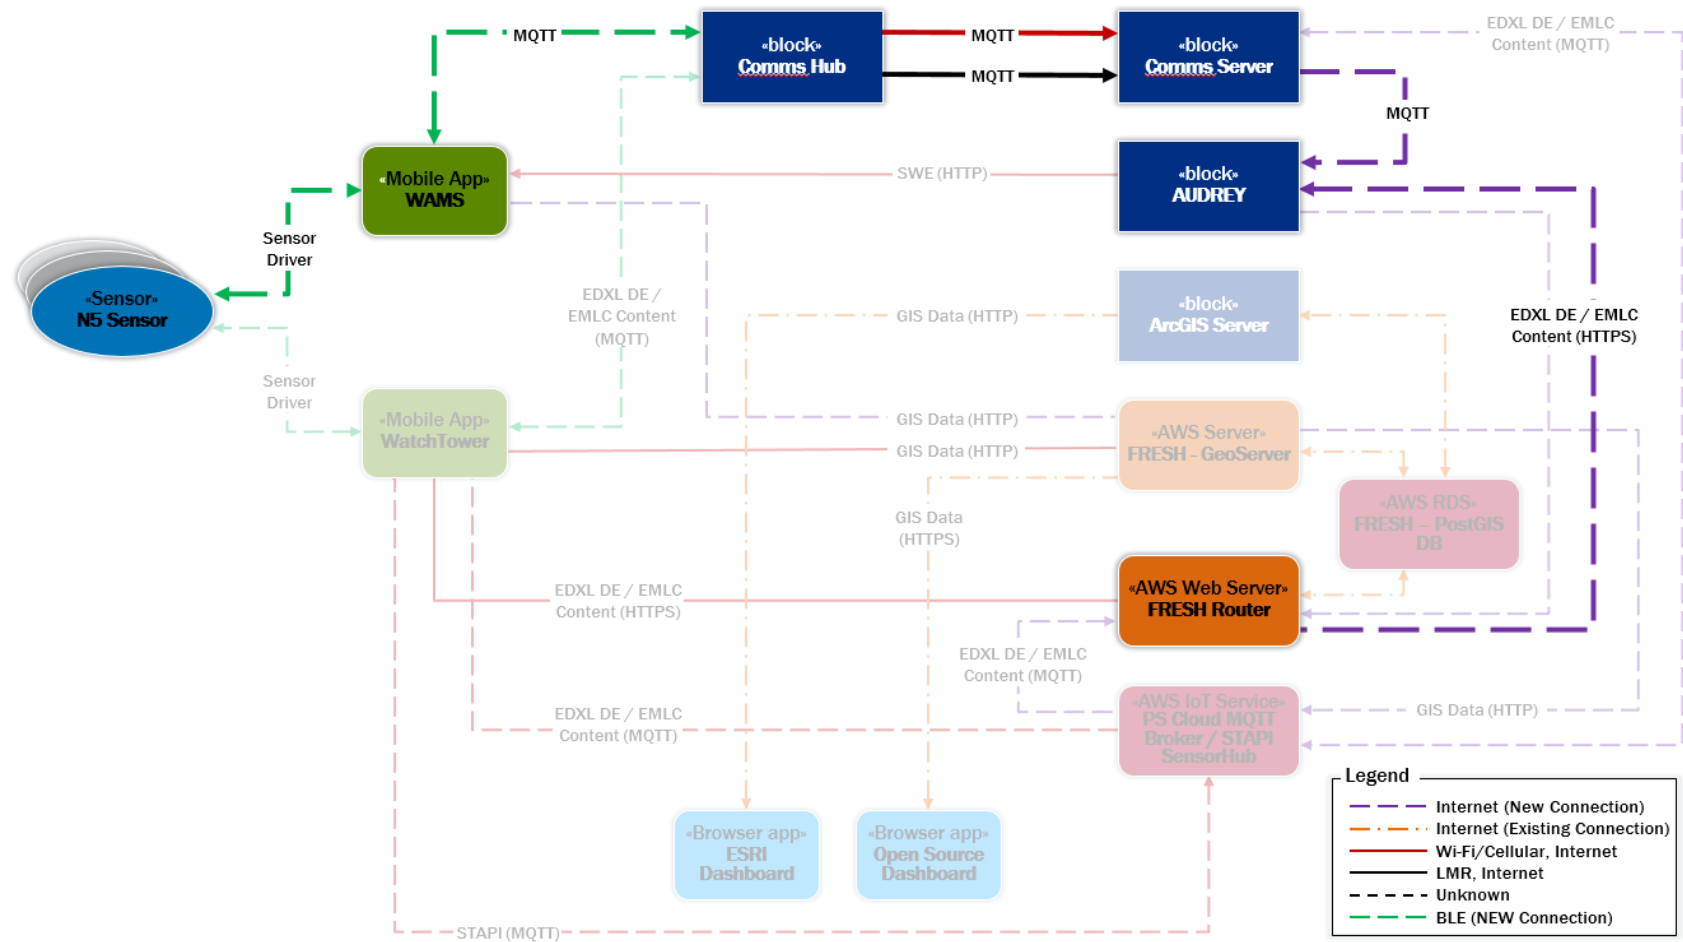 MQTT
«block»
Comms Hub
MQTT
MQTT
«block»
Comms Server
EDXL DE / EMLC
Content (MQTT)
MQTT
«Mobile App»
WAMS
SWE (HTTP)
«block»
AUDREY
Sensor
Driver
«Sensor»
N5 Sensor
EDXL DE /
EMLC Content
(MQTT)
GIS Data (HTTP)
«block»
ArcGIS Server
EDXL DE / EMLC
Content (HTTPS)
Sensor
Driver
«Mobile App»
WatchTower
GIS Data (HTTP)
GIS Data (HTTP)
«AWS Server»
FRESH - GeoServer
GIS Data
(HTTPS)
«AWS RDS»
FRESH – PostGIS
DB
EDXL DE / EMLC
Content (HTTPS)
«AWS Web Server»
FRESH Router
EDXL DE / EMLC
Content (MQTT)
EDXL DE / EMLC
Content (MQTT)
«AWS IoT Service»
PS Cloud MQTT
Broker / STAPI
SensorHub
GIS Data (HTTP)
«Browser app»
ESRI
Dashboard
«Browser app»
Open Source
Dashboard
STAPI (MQTT)
Legend
Internet (New Connection)
Internet (Existing Connection)
Wi-Fi/Cellular, Internet
LMR, Internet
Unknown
BLE (NEW Connection)